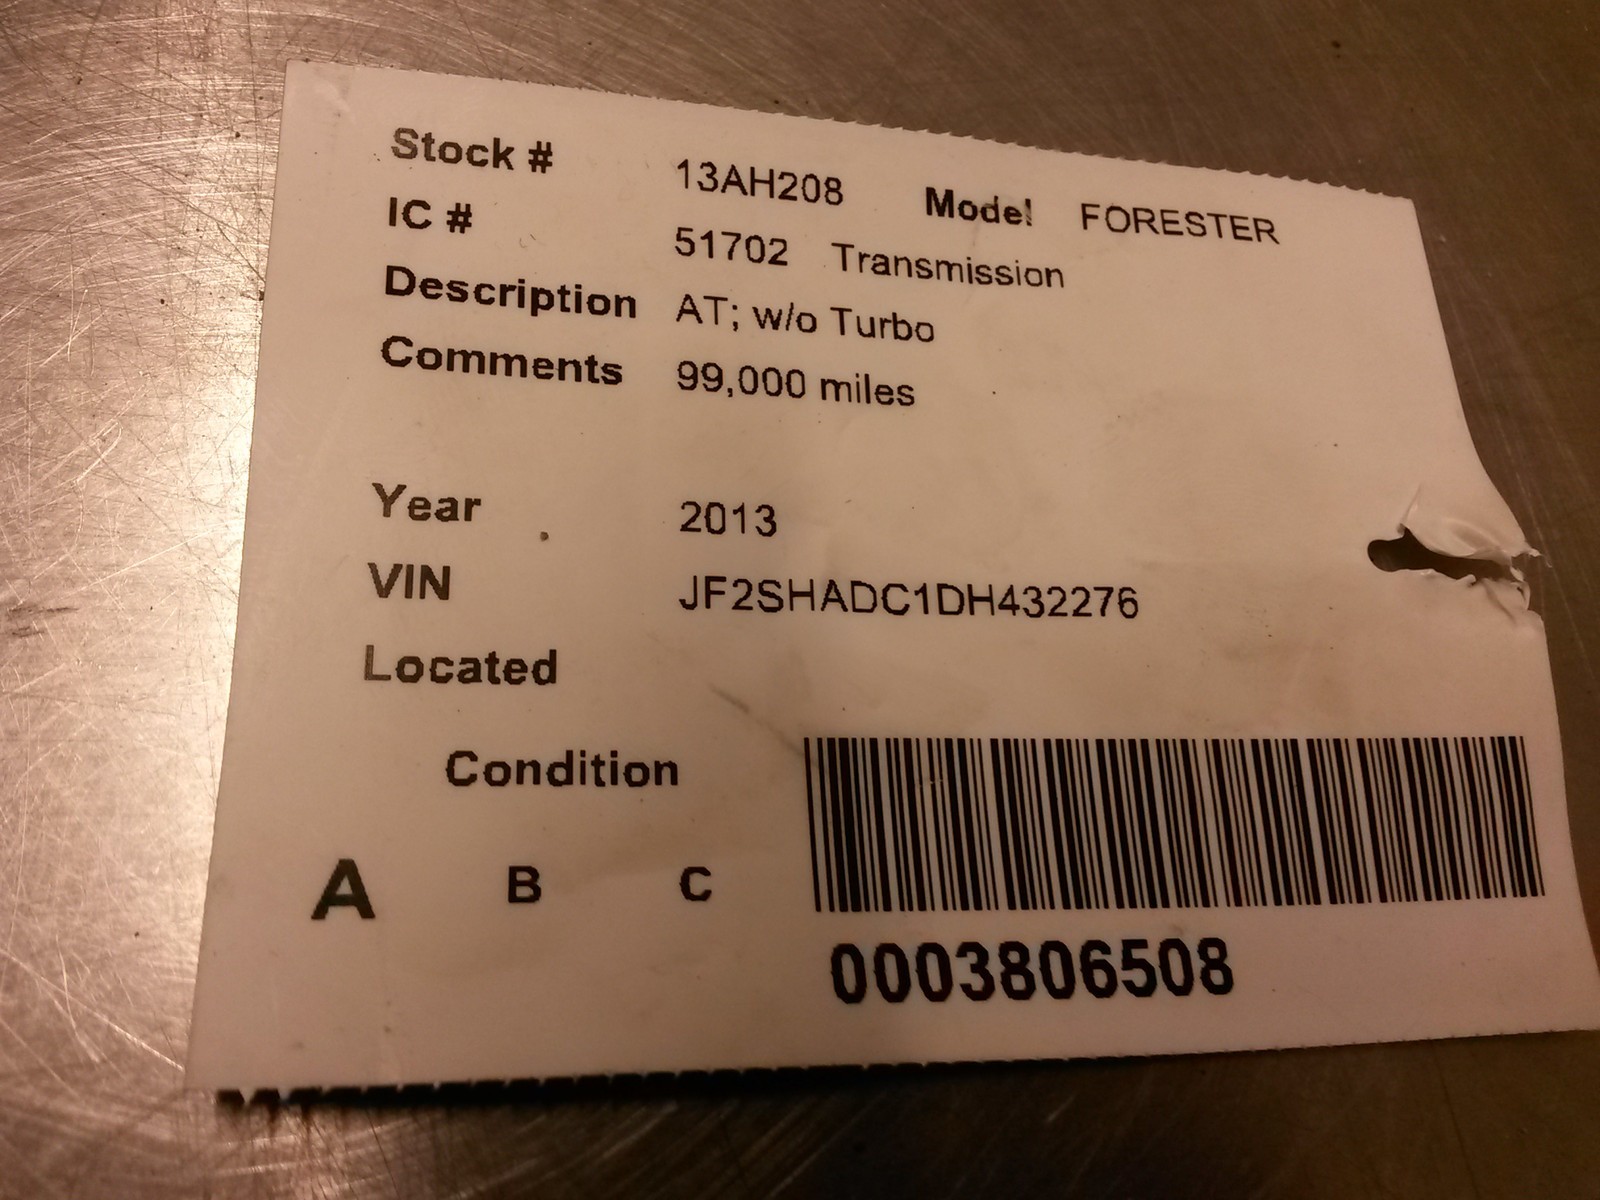 Stock # 13AH208 Model FORESTER
IC # 51702 Transmission
Description AT; w/o Turbo
Comments 99,000 miles
Year 2013
VIN JF2SHADC1DH432276
Located
Condition
A B C
0003806508